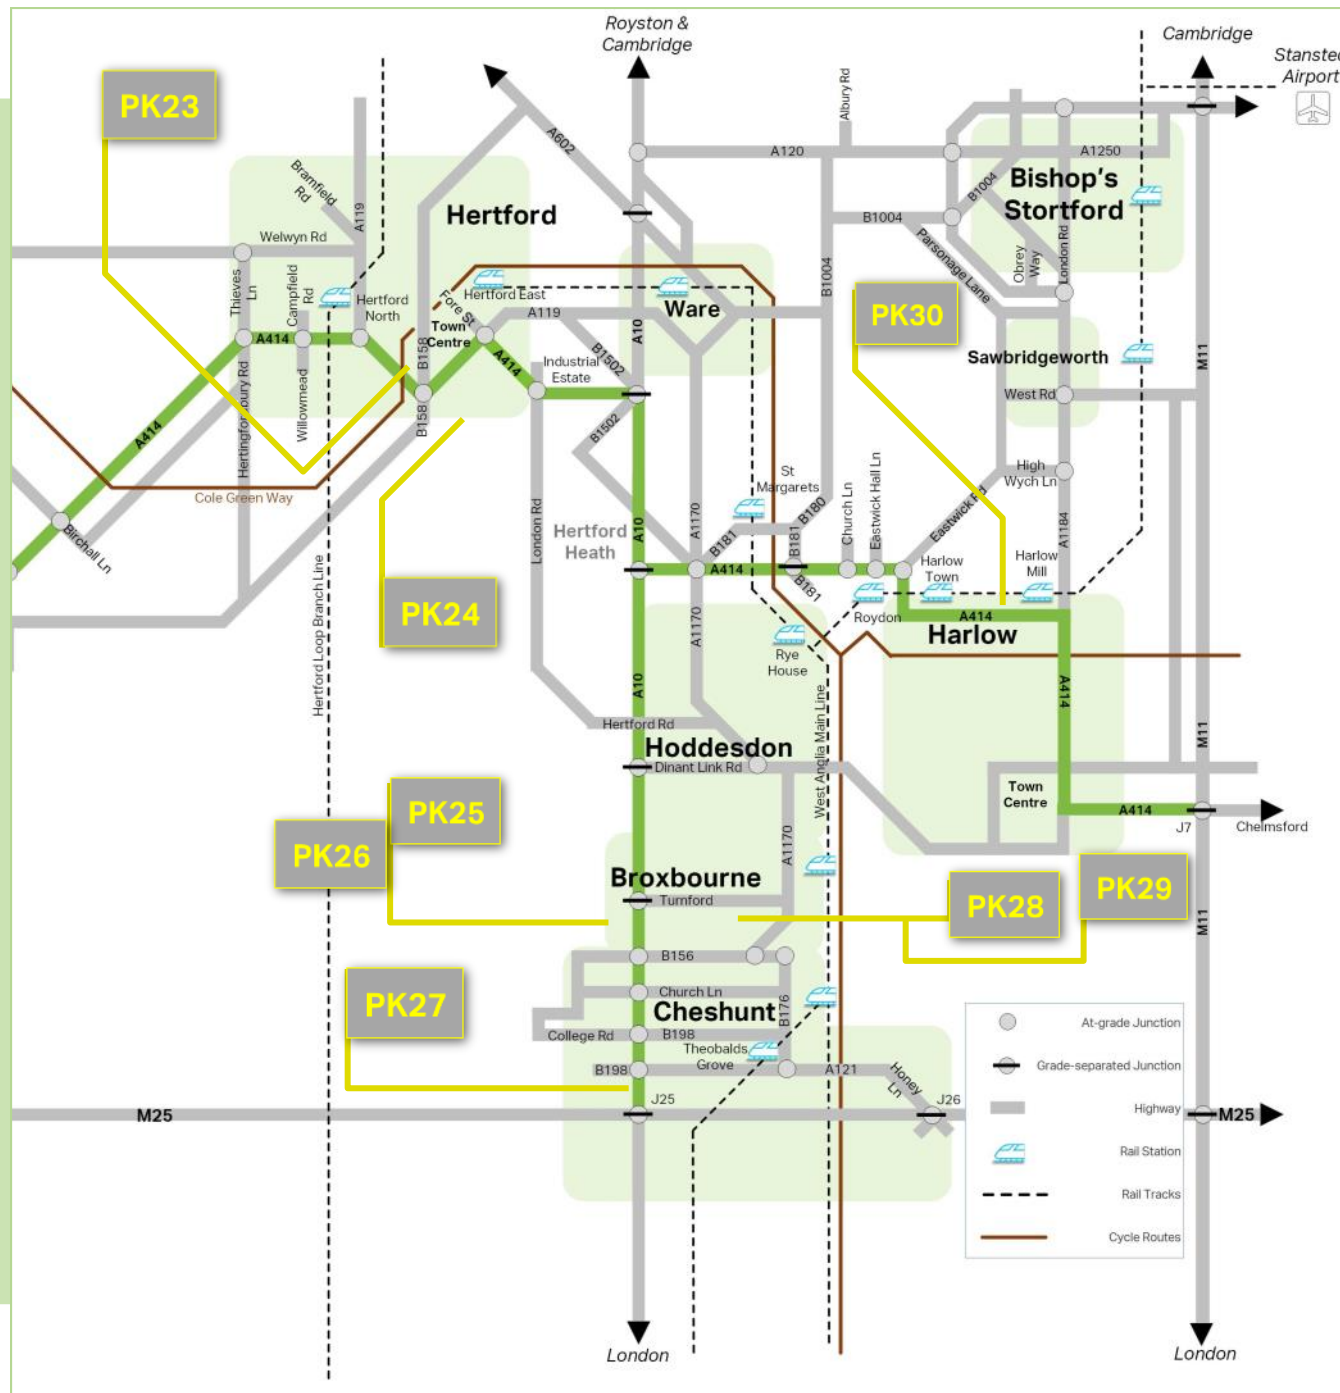 Royston &
Cambridge
Cambridge
Stansted
Airport
PK23
A602
Albury Rd
A120
A1250
Bramfield
Rd
A119
Hertford
B1004
Bishop's
Stortford
B1004
Welwyn Rd
Parsonage Lane
Obrey
Way
London Rd
Thieves
Ln
Campfield
Rd
Hertford
North
Fore St
Hertford East
Ware
B1004
PK30
A414
Town
Centre
B158
A119
A10
B1502
Sawbridgeworth
M11
A414
Industrial
Estate
West Rd
A414
Hertingfordbury Rd
Willowmead
B158
B1502
Cole Green Way
St
Margarets
High
Wych Ln
Birchall Ln
London Rd
Hertford
Heath
A10
A1170
B181
B180
B181
Church Ln
Eastwick Hall Ln
Eastwick Rd
A1184
A414
B181
Harlow
Town
Harlow
Mill
PK24
Roydon
A414
Harlow
A1170
Rye
House
Hertford Loop Branch Line
A10
West Anglia Main Line
A414
M11
Hertford Rd
Hoddesdon
Dinant Link Rd
PK25
Town
Centre
A414
J7
Chelmsford
PK26
A1170
Broxbourne
Turnford
PK28
PK29
M11
B156
PK27
Church Ln
Cheshunt
B176
College Rd
B198
Theobalds
Grove
B198
A121
Honey
Ln
J25
J26
M25
M25
At-grade Junction
Grade-separated Junction
Highway
Rail Station
Rail Tracks
Cycle Routes
London
London